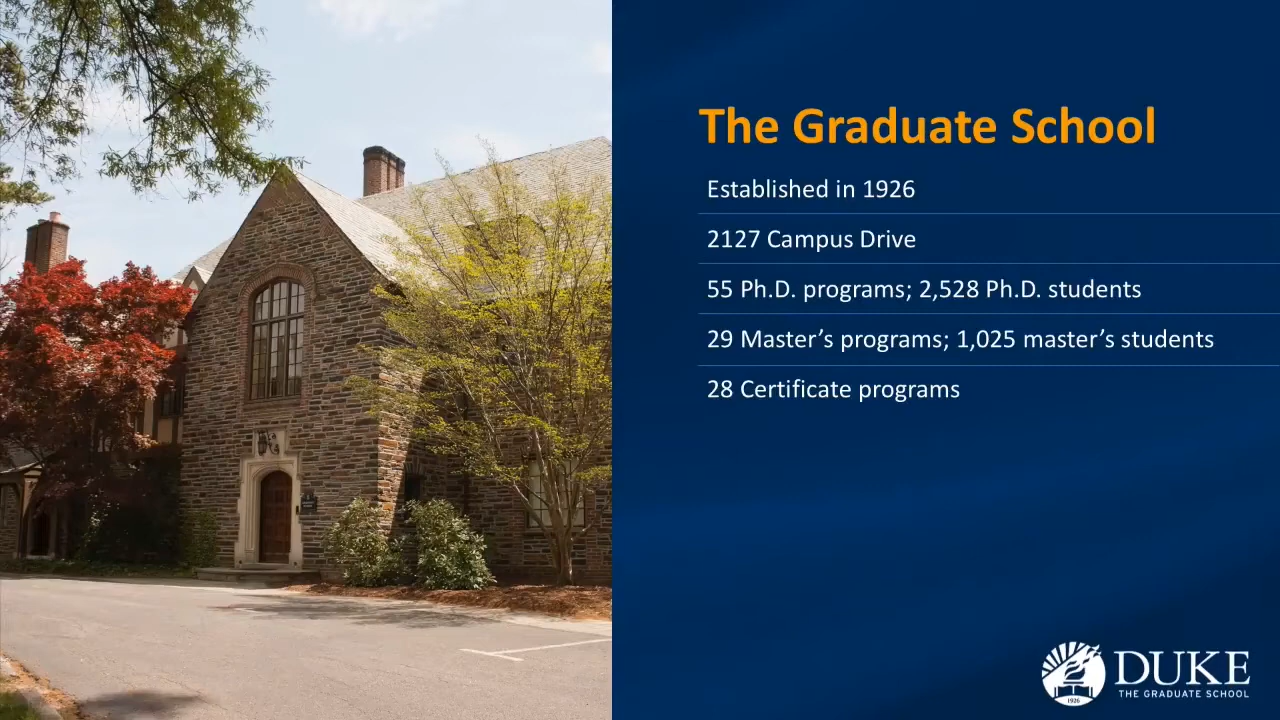 The Graduate School
Established in 1926
2127 Campus Drive
55 Ph.D. programs; 2,528 Ph.D. students
29 Master’s programs; 1,025 master’s students
28 Certificate programs
DUKE
THE GRADUATE SCHOOL
1926